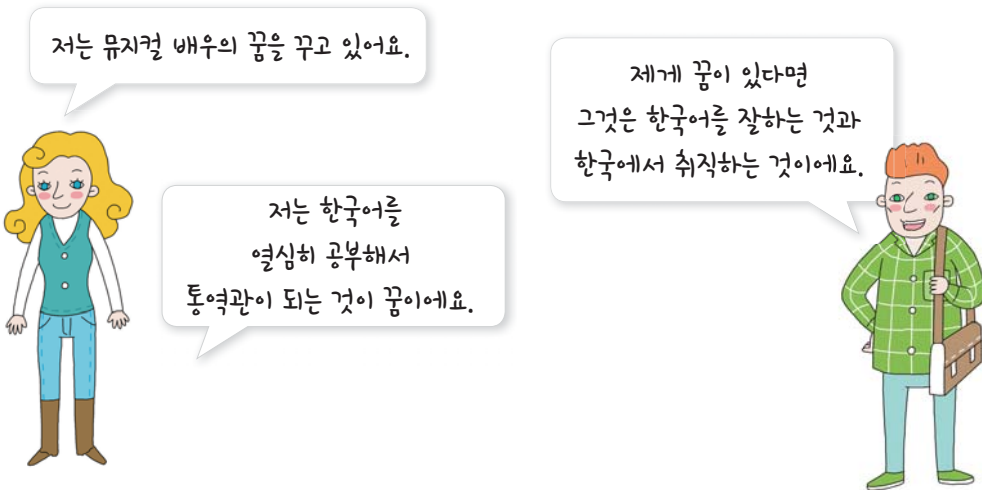 저는 뮤지컬 배우의 꿈을 꾸고 있어요.
제게 꿈이 있다면
그것은 한국어를 잘하는 것과
한국에서 취직하는 것이에요.
저는 한국어를
열심히 공부해서
통역관이 되는 것이 꿈이에요.